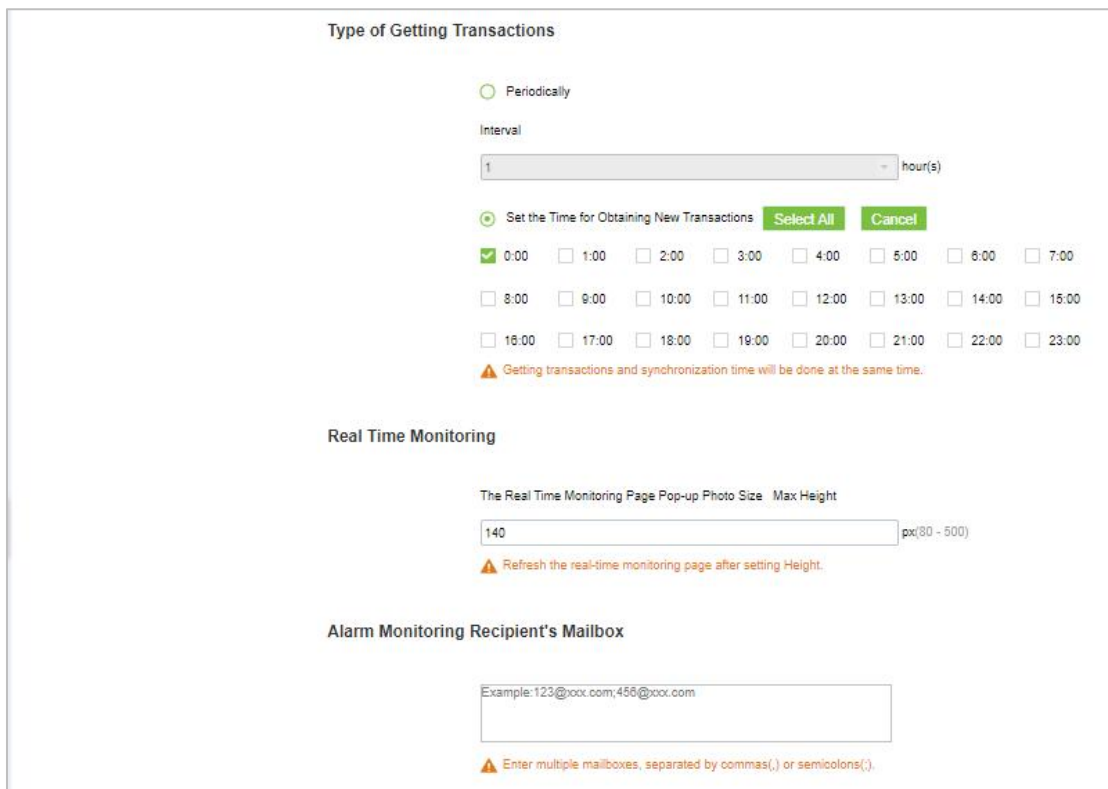 Type of Getting Transactions
Periodically
Interval
1 hour(s)
Set the Time for Obtaining New Transactions Select All Cancel
0:00 1:00 2:00 3:00 4:00 5:00 6:00 7:00
8:00 9:00 10:00 11:00 12:00 13:00 14:00 15:00
16:00 17:00 18:00 19:00 20:00 21:00 22:00 23:00
Getting transactions and synchronization time will be done at the same time.
Real Time Monitoring
The Real Time Monitoring Page Pop-up Photo Size Max Height
140 px(80 - 500)
Refresh the real-time monitoring page after setting Height.
Alarm Monitoring Recipient's Mailbox
Example:123@xxx.com;456@xxx.com
Enter multiple mailboxes, separated by commas(,) or semicolons(;).